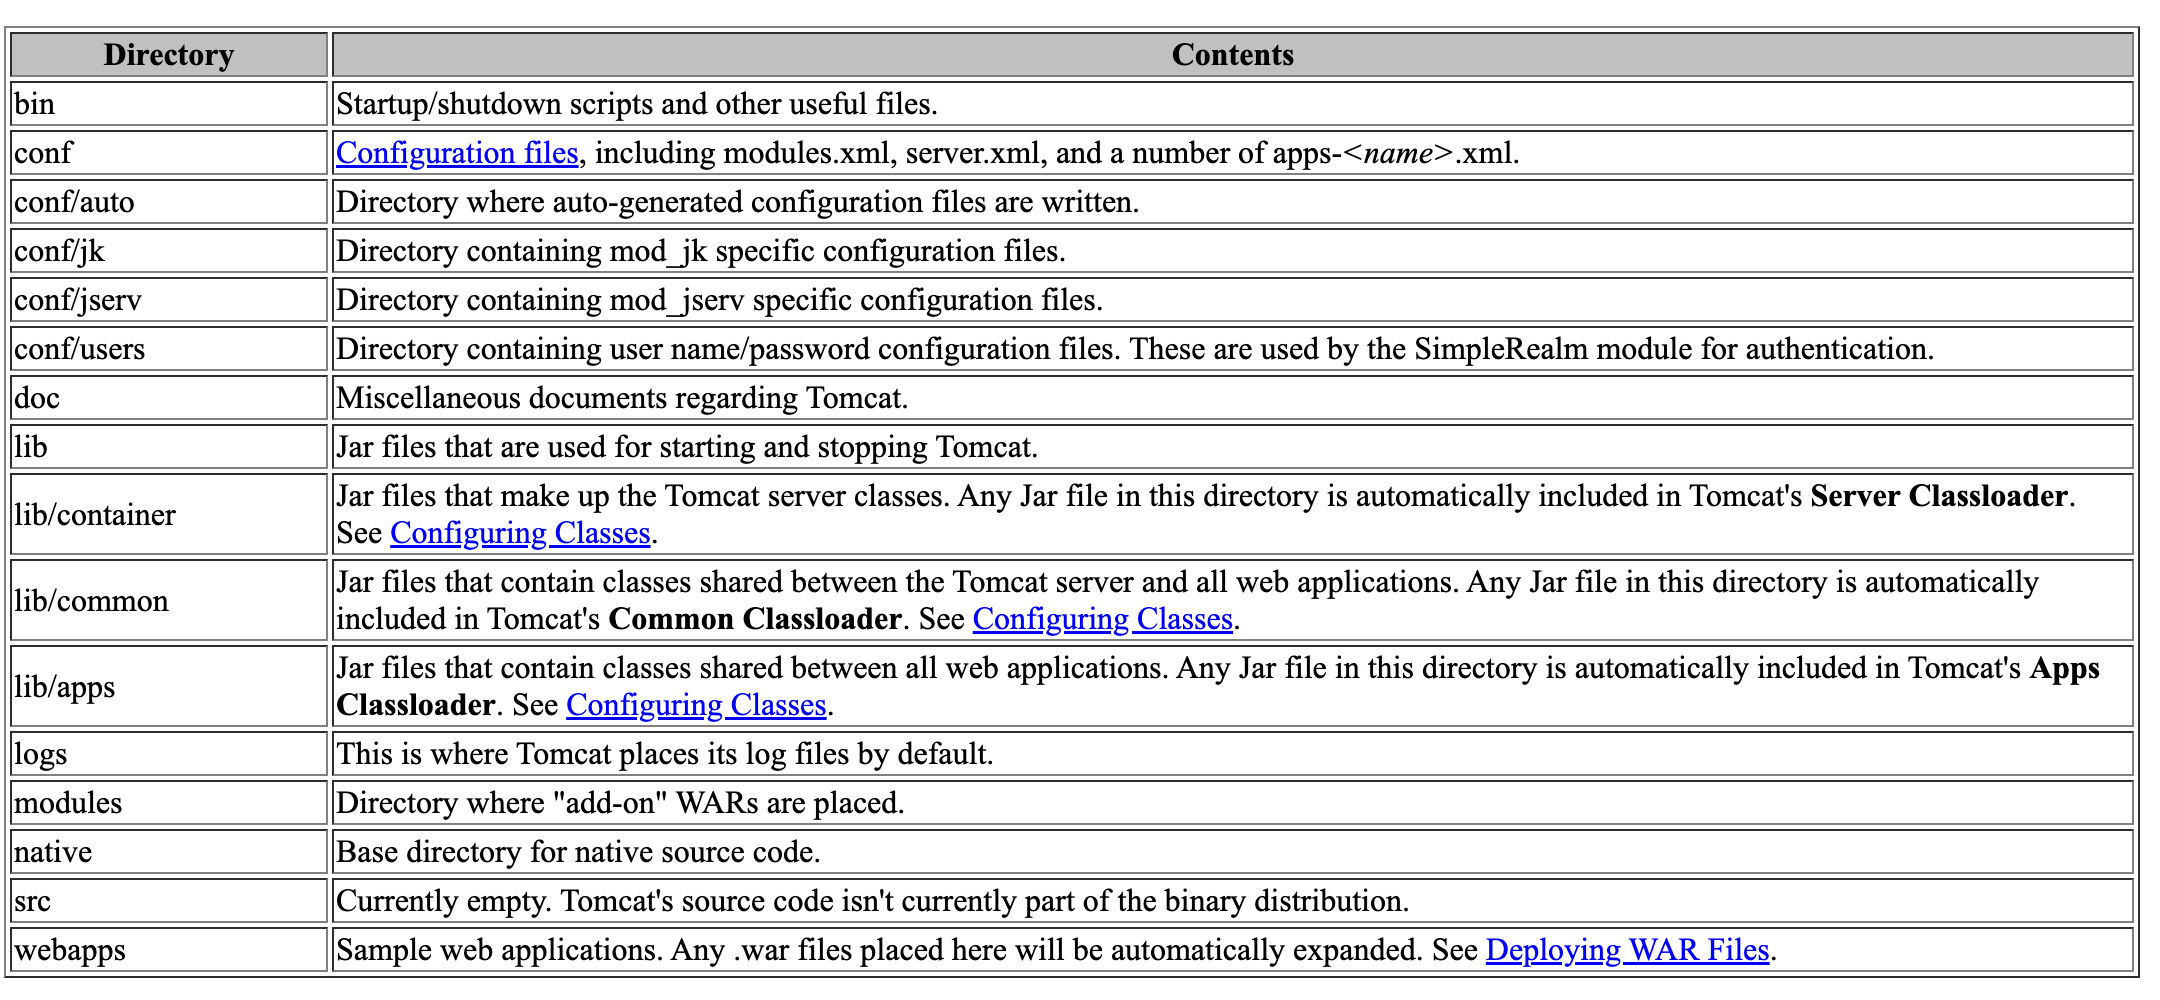 Directory Contents
bin Startup/shutdown scripts and other useful files.
conf Configuration files, including modules.xml, server.xml, and a number of apps-<name>.xml.
conf/auto Directory where auto-generated configuration files are written.
conf/jk Directory containing mod_jk specific configuration files.
conf/jserv Directory containing mod_jserv specific configuration files.
conf/users Directory containing user name/password configuration files. These are used by the SimpleRealm module for authentication.
doc Miscellaneous documents regarding Tomcat.
lib Jar files that are used for starting and stopping Tomcat.
lib/container Jar files that make up the Tomcat server classes. Any Jar file in this directory is automatically included in Tomcat's Server Classloader.
See Configuring Classes.
lib/common Jar files that contain classes shared between the Tomcat server and all web applications. Any Jar file in this directory is automatically
included in Tomcat's Common Classloader. See Configuring Classes.
lib/apps Jar files that contain classes shared between all web applications. Any Jar file in this directory is automatically included in Tomcat's Apps
Classloader. See Configuring Classes.
logs This is where Tomcat places its log files by default.
modules Directory where "add-on" WARs are placed.
native Base directory for native source code.
src Currently empty. Tomcat's source code isn't currently part of the binary distribution.
webapps Sample web applications. Any .war files placed here will be automatically expanded. See Deploying WAR Files.